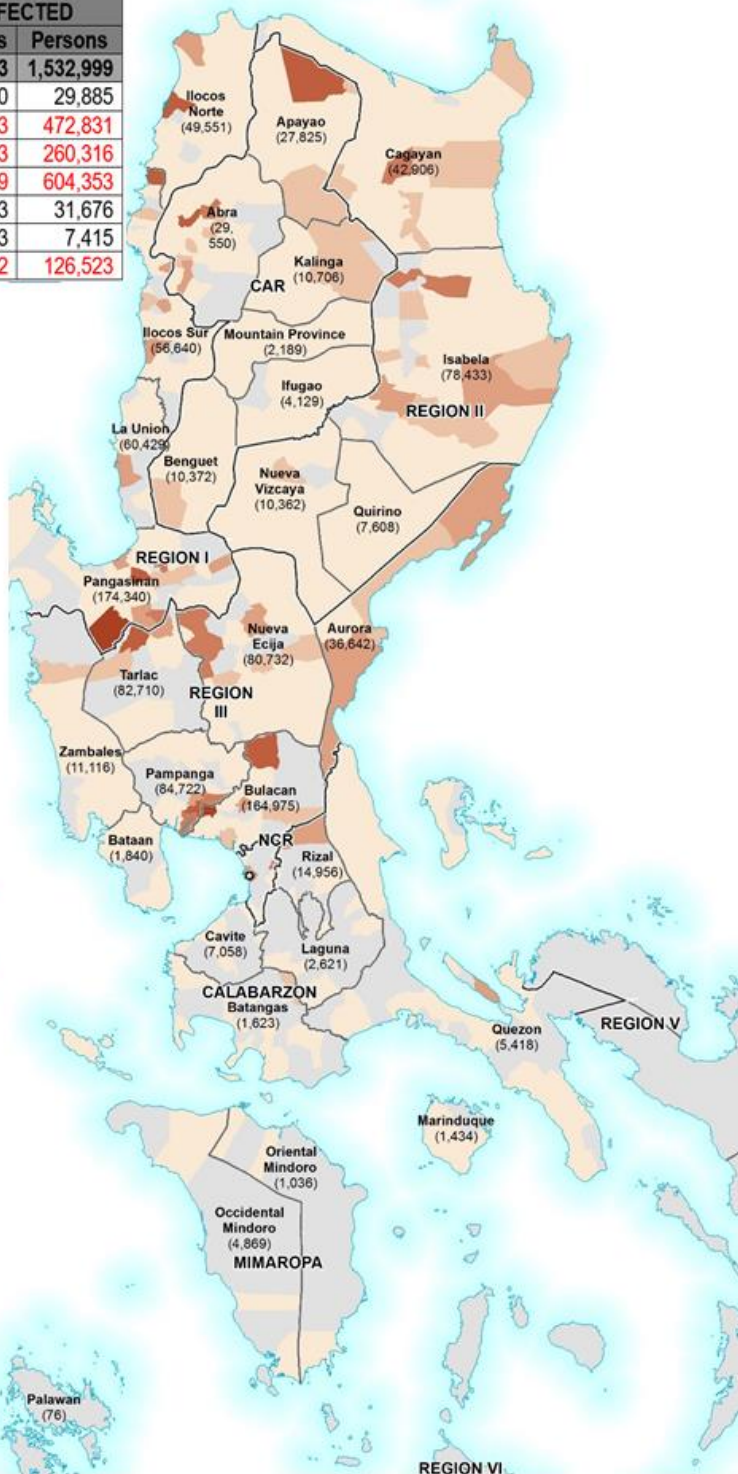 FECTED
s Persons
3 1,532,999
0 29,885
3 472,831
3 260,316
9 604,353
3 31,676
3 7,415
2 126,523
Ilocos
Norte
(49,551)
Apayao
(27,825)
Cagayan
(42,906)
Abra
(29,
550)
Kalinga
(10,706)
CAR
Ilocos Sur
(56,640)
Mountain Province
(2,189)
Ifugao
(4,129)
Isabela
(78,433)
REGION II
La Union
(60,429)
Benguet
(10,372)
Nueva
Vizcaya
(10,362)
Quirino
(7,608)
REGION I
Pangasinan
(174,340)
Nueva
Ecija
(80,732)
Aurora
(36,642)
Tarlac
(82,710)
REGION
III
Zambales
(11,116)
Pampanga
(84,722)
Bulacan
(164,975)
Bataan
(1,840)
NCR
Rizal
(14,956)
Cavite
(7,058)
Laguna
(2,621)
CALABARZON
Batangas
(1,623)
Quezon
(5,418)
REGION V
Marinduque
(1,434)
Oriental
Mindoro
(1,036)
Occidental
Mindoro
(4,869)
MIMAROPA
Palawan
(76)
REGION VI